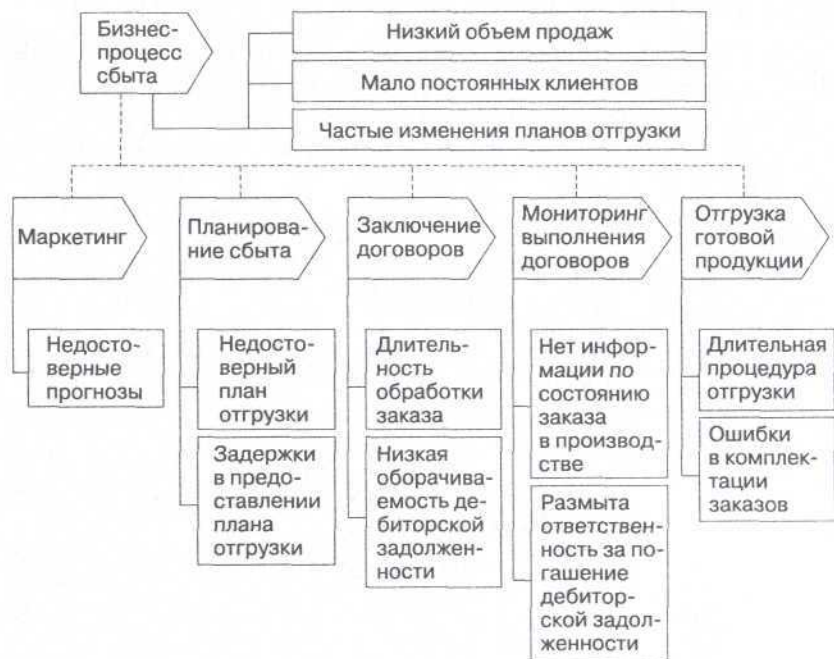 Бизнес-
процесс
сбыта
Низкий объем продаж
Мало постоянных клиентов
Частые изменения планов отгрузки
Маркетинг
Планирова-
ние сбыта
Заключение
договоров
Мониторинг
выполнения
договоров
Отгрузка
готовой
продукции
Недосто-
верные
прогнозы
Недосто-
верный
план
отгрузки
Задержки
в предо-
ставлении
плана
отгрузки
Длитель-
ность
обработки
заказа
Низкая
оборачива-
емость де-
биторской
задолжен-
ности
Нет инфор-
мации по
состоянию
заказа
в производ-
стве
Размыта
ответствен-
ность за по-
гашение
дебитор-
ской задол-
женности
Длительная
процедура
отгрузки
Ошибки
в комплек-
тации
заказов